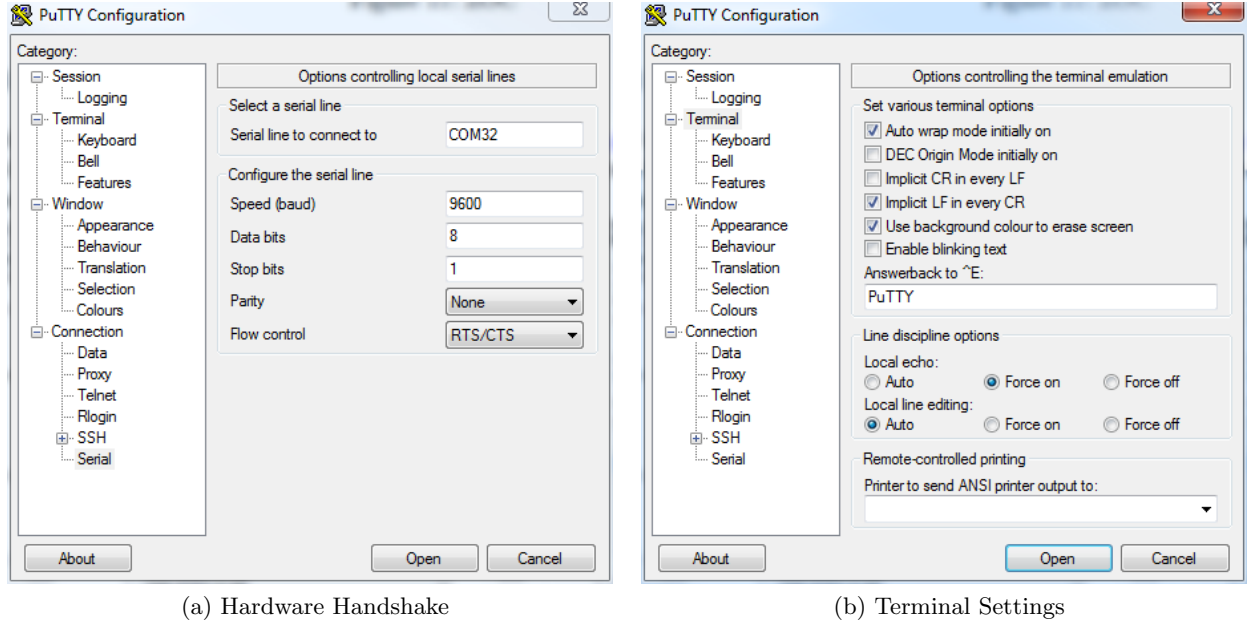 PuTTY Configuration
Category:
Session
Logging
Terminal
Keyboard
Bell
Features
Window
Appearance
Behaviour
Translation
Selection
Colours
Connection
Data
Proxy
Telnet
Rlogin
SSH
Serial
Options controlling local serial lines
Select a serial line
Serial line to connect to COM32
Configure the serial line
Speed (baud) 9600
Data bits 8
Stop bits 1
Parity None
Flow control RTS/CTS
About Open Cancel
(a) Hardware Handshake
PuTTY Configuration
Category:
Session
Logging
Terminal
Keyboard
Bell
Features
Window
Appearance
Behaviour
Translation
Selection
Colours
Connection
Data
Proxy
Telnet
Rlogin
SSH
Serial
Options controlling the terminal emulation
Set various terminal options
Auto wrap mode initially on
DEC Origin Mode initially on
Implicit CR in every LF
Implicit LF in every CR
Use background colour to erase screen
Enable blinking text
Answerback to ^E:
PuTTY
Line discipline options
Local echo:
Auto Force on Force off
Local line editing:
Auto Force on Force off
Remote-controlled printing
Printer to send ANSI printer output to:
About Open Cancel
(b) Terminal Settings